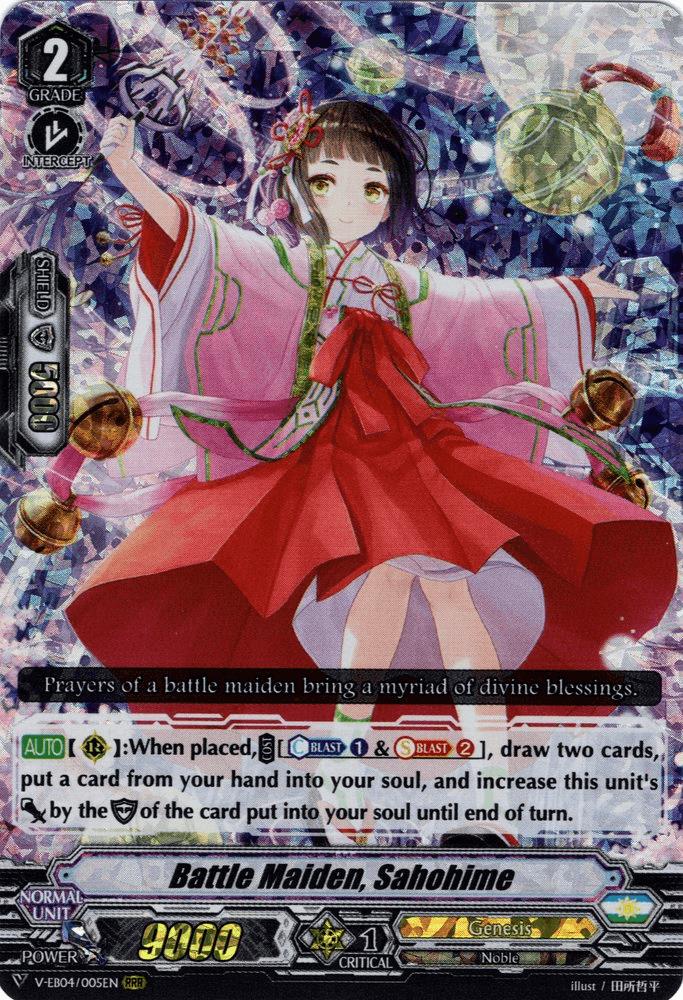 2
GRADE
INTERCEPT
SHIELD
5000
Prayers of a battle maiden bring a myriad of divine blessings.
AUTO【R】:When placed, COST [C BLAST 1 & S BLAST 2], draw two cards,
put a card from your hand into your soul, and increase this unit's
by the of the card put into your soul until end of turn.
Battle Maiden, Sahohime
NORMAL
UNIT
POWER 9000
1
CRITICAL
Genesis
Noble
V-EB04/005EN RRR
illust / 田所哲平